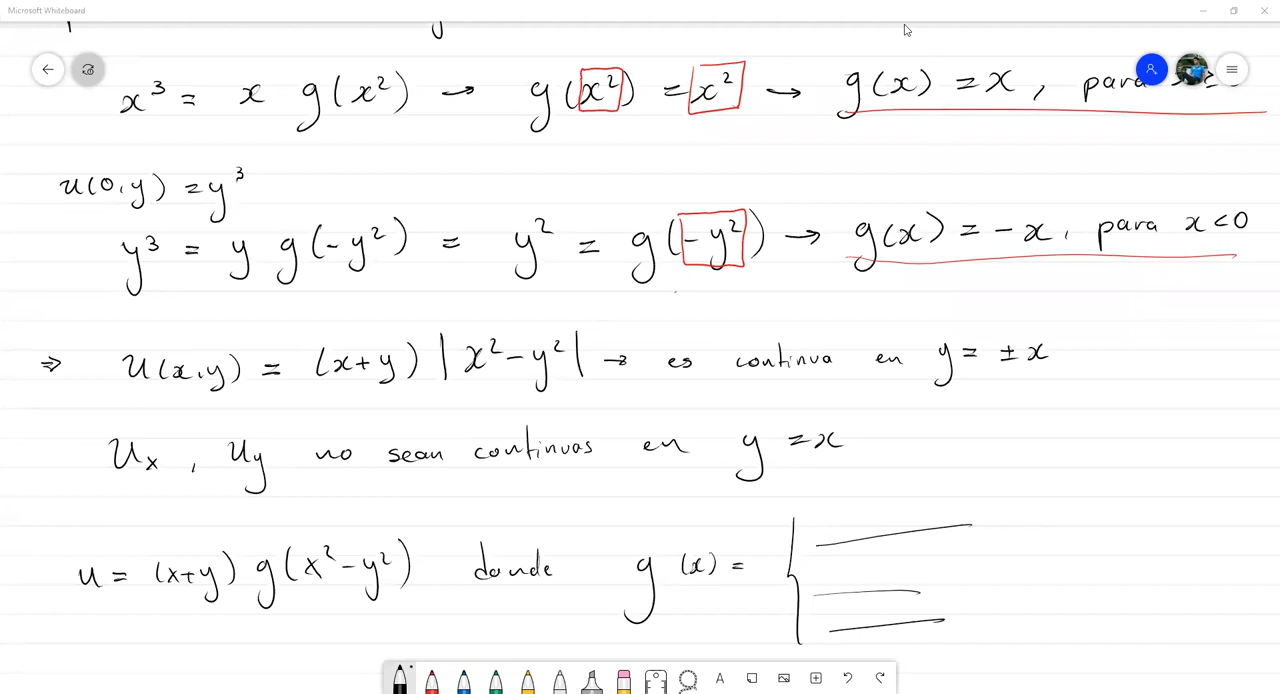 Microsoft Whiteboard
x³ = x g(x²) → g(x²) = x² → g(x) = x, para
u(0,y) = y³
y³ = y g(-y²) = y² = g(-y²) → g(x) = -x, para x<0
⇒ u(x,y) = (x+y) |x²-y²| → es continua en y = ±x
Ux, Uy no sean continuas en y = x
u = (x+y) g(x²-y²) donde g(x) = {
A